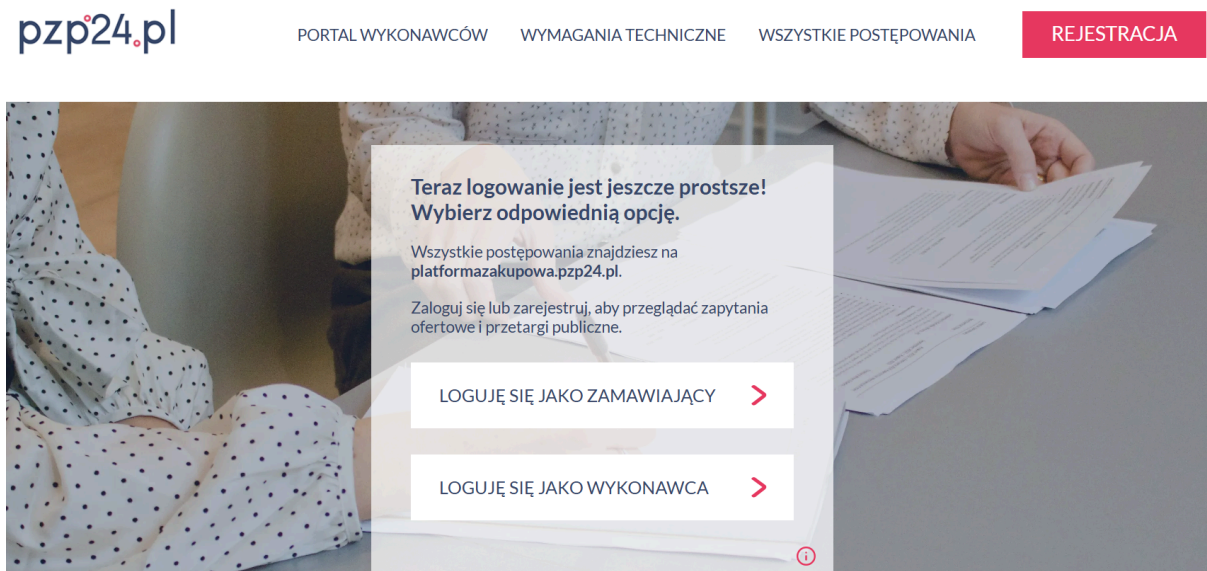 pzp24.pl
PORTAL WYKONAWCÓW
WYMAGANIA TECHNICZNE
WSZYSTKIE POSTĘPOWANIA
REJESTRACJA
Teraz logowanie jest jeszcze prostsze!
Wybierz odpowiednią opcję.
Wszystkie postępowania znajdziesz na
platformazakupowa.pzp24.pl.
Zaloguj się lub zarejestruj, aby przeglądać zapytania
ofertowe i przetargi publiczne.
LOGUJĘ SIĘ JAKO ZAMAWIAJĄCY
LOGUJĘ SIĘ JAKO WYKONAWCA